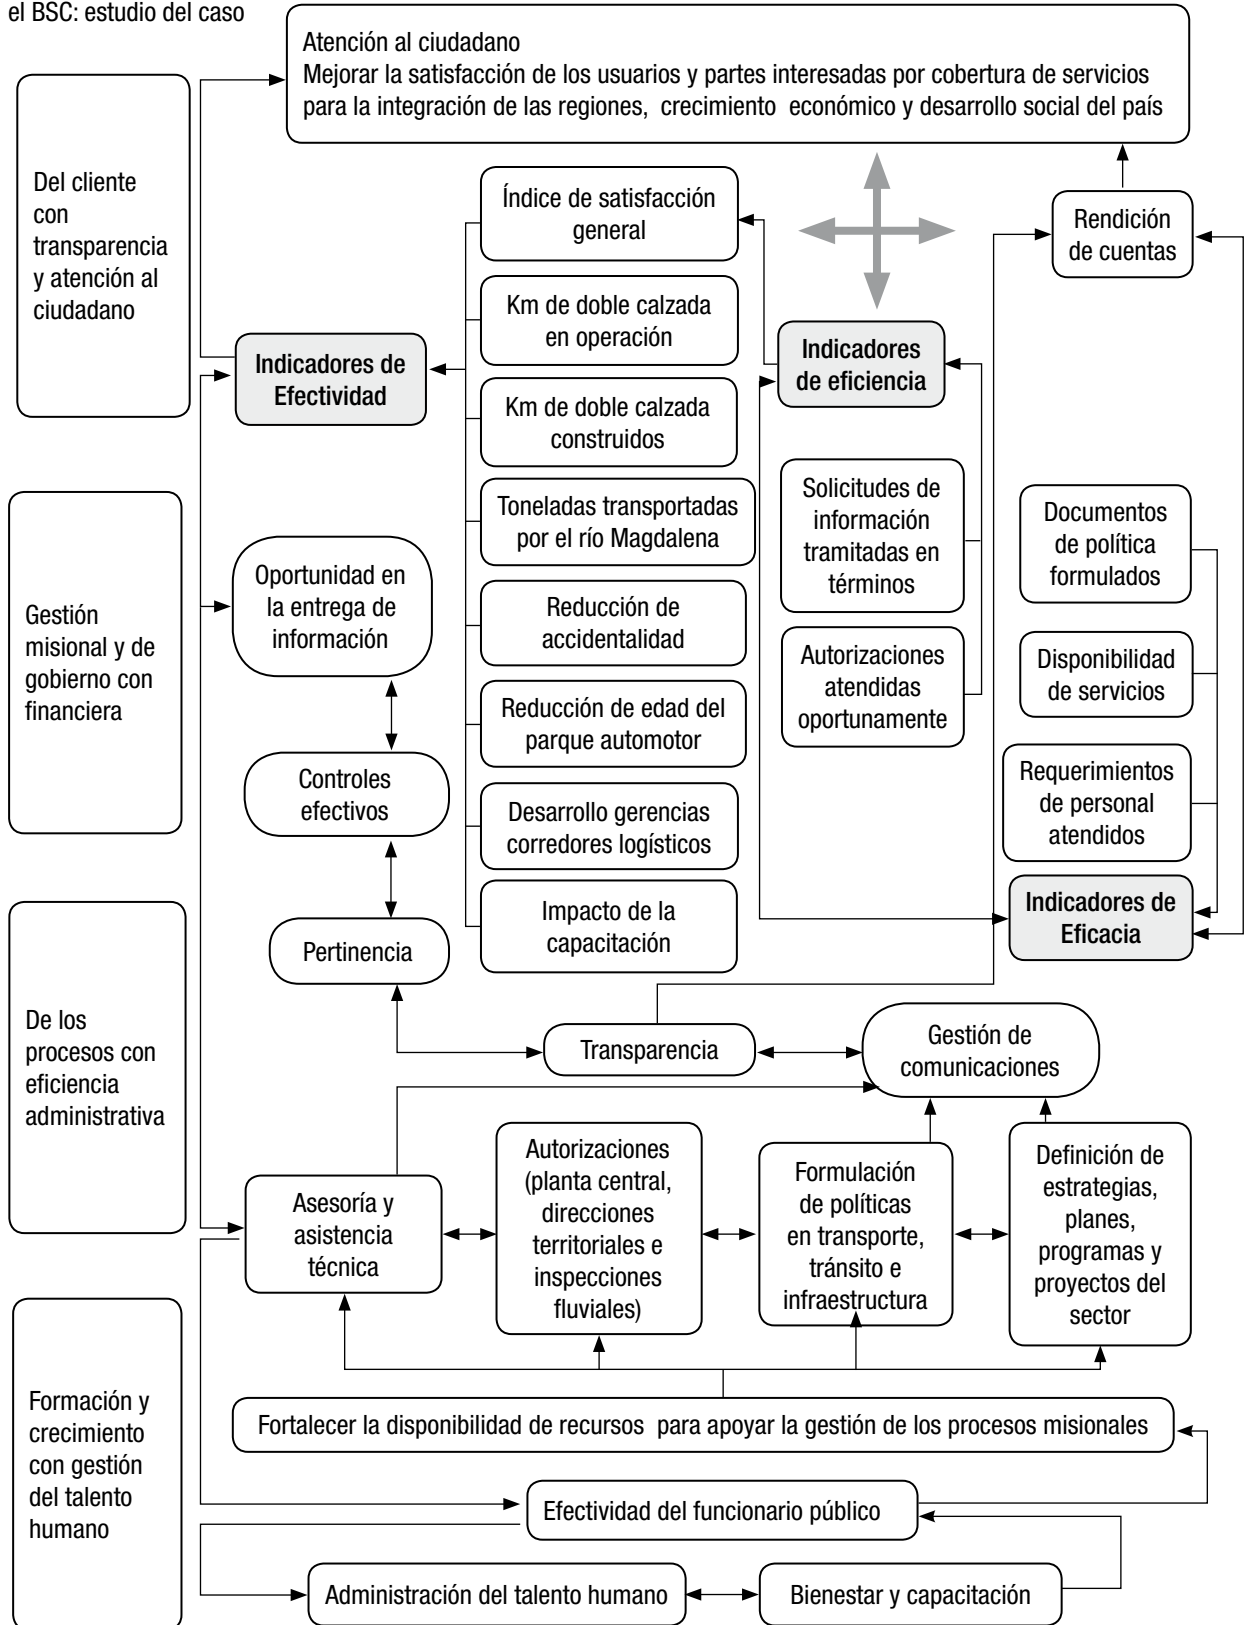 el BSC: estudio del caso
Atención al ciudadano
Mejorar la satisfacción de los usuarios y partes interesadas por cobertura de servicios
para la integración de las regiones, crecimiento económico y desarrollo social del país
Del cliente
con
transparencia
y atención al
ciudadano
Índice de satisfacción
general
Rendición
de cuentas
Km de doble calzada
en operación
Indicadores de
Efectividad
Indicadores
de eficiencia
Km de doble calzada
construidos
Gestión
misional y de
gobierno con
financiera
Toneladas transportadas
por el río Magdalena
Solicitudes de
información
tramitadas en
términos
Documentos
de política
formulados
Oportunidad en
la entrega de
información
Reducción de
accidentalidad
Autorizaciones
atendidas
oportunamente
Disponibilidad
de servicios
Reducción de edad del
parque automotor
Controles
efectivos
Desarrollo gerencias
corredores logísticos
Requerimientos
de personal
atendidos
Impacto de la
capacitación
Indicadores de
Eficacia
Pertinencia
De los
procesos con
eficiencia
administrativa
Transparencia
Gestión de
comunicaciones
Asesoría y
asistencia
técnica
Autorizaciones
(planta central,
direcciones
territoriales e
inspecciones
fluviales)
Formulación
de políticas
en transporte,
tránsito e
infraestructura
Definición de
estrategias,
planes,
programas y
proyectos del
sector
Formación y
crecimiento
con gestión
del talento
humano
Fortalecer la disponibilidad de recursos para apoyar la gestión de los procesos misionales
Efectividad del funcionario público
Administración del talento humano
Bienestar y capacitación